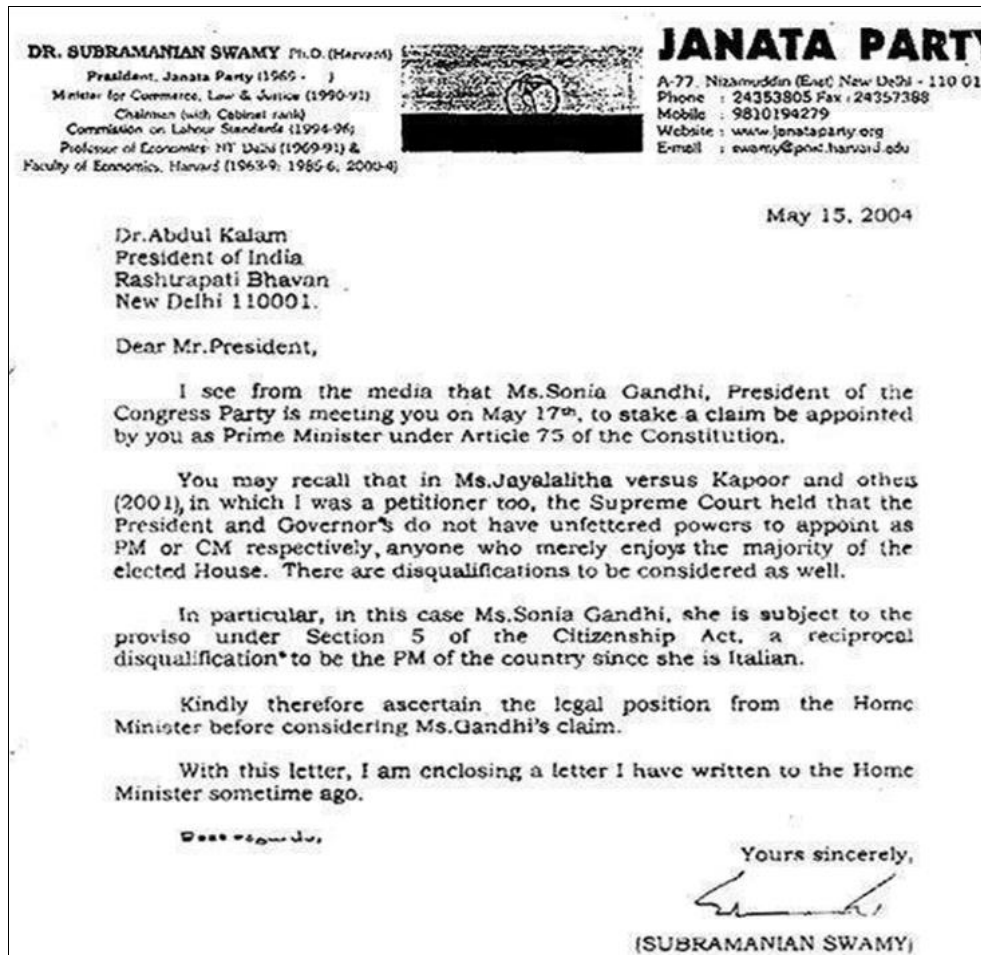 DR. SUBRAMANIAN SWAMY Ph.D. (Harvard)
President, Janata Party (1969 - )
Minister for Commerce, Law & Justice (1990-91)
Chairman (with Cabinet rank)
Commission on Labour Standards (1994-96)
Professor of Economics: IIT Delhi (1969-91) &
Faculty of Economics, Harvard (1963-9; 1985-6; 2000-4)
JANATA PARTY
A-77, Nizamuddin (East) New Delhi - 110 01
Phone : 24353805 Fax : 24357388
Mobile : 9810194279
Website : www.janataparty.org
E-mail : swamy@post.harvard.edu
May 15, 2004
Dr.Abdul Kalam
President of India
Rashtrapati Bhavan
New Delhi 110001.
Dear Mr.President,
I see from the media that Ms.Sonia Gandhi, President of the
Congress Party is meeting you on May 17th, to stake a claim be appointed
by you as Prime Minister under Article 75 of the Constitution.
You may recall that in Ms.Jayalalitha versus Kapoor and others
(2001), in which I was a petitioner too, the Supreme Court held that the
President and Governor's do not have unfettered powers to appoint as
PM or CM respectively, anyone who merely enjoys the majority of the
elected House. There are disqualifications to be considered as well.
In particular, in this case Ms.Sonia Gandhi, she is subject to the
proviso under Section 5 of the Citizenship Act, a reciprocal
disqualification* to be the PM of the country since she is Italian.
Kindly therefore ascertain the legal position from the Home
Minister before considering Ms.Gandhi's claim.
With this letter, I am enclosing a letter I have written to the Home
Minister sometime ago.
Best regards,
Yours sincerely,
(SUBRAMANIAN SWAMY)